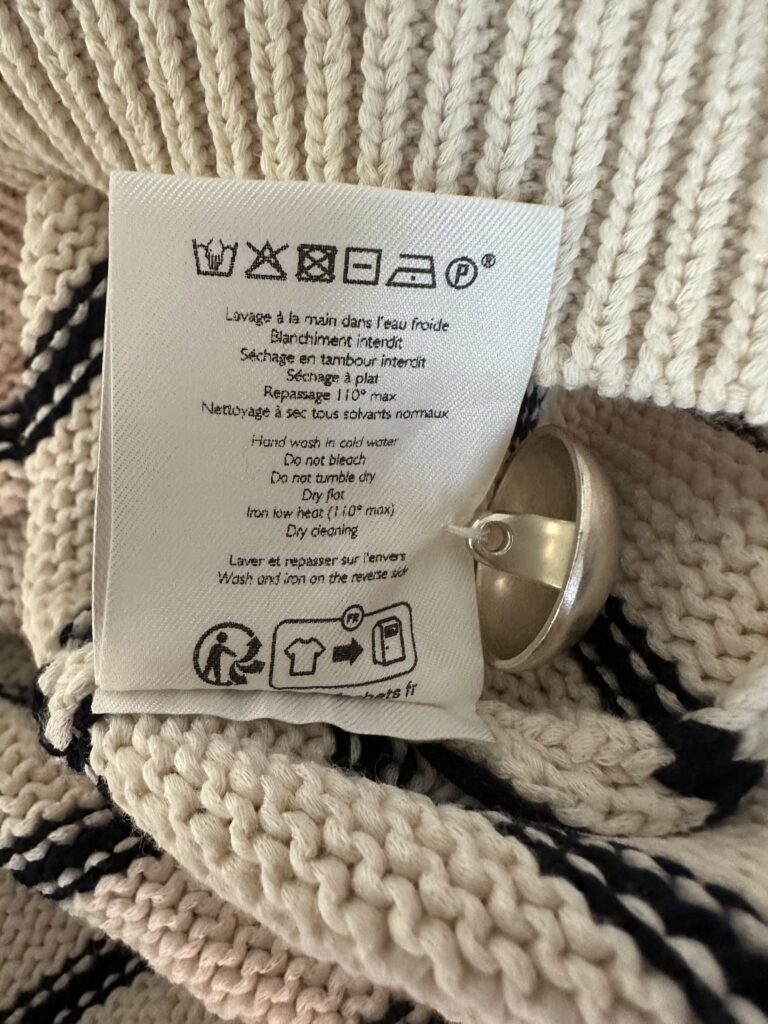 P ®
Lavage à la main dans l'eau froide
Blanchiment interdit
Séchage en tambour interdit
Séchage à plat
Repassage 110° max
Nettoyage à sec tous solvants normaux
Hand wash in cold water
Do not bleach
Do not tumble dry
Dry flat
Iron low heat (110° max)
Dry cleaning
Laver et repasser sur l'envers
Wash and iron on the reverse side
FR